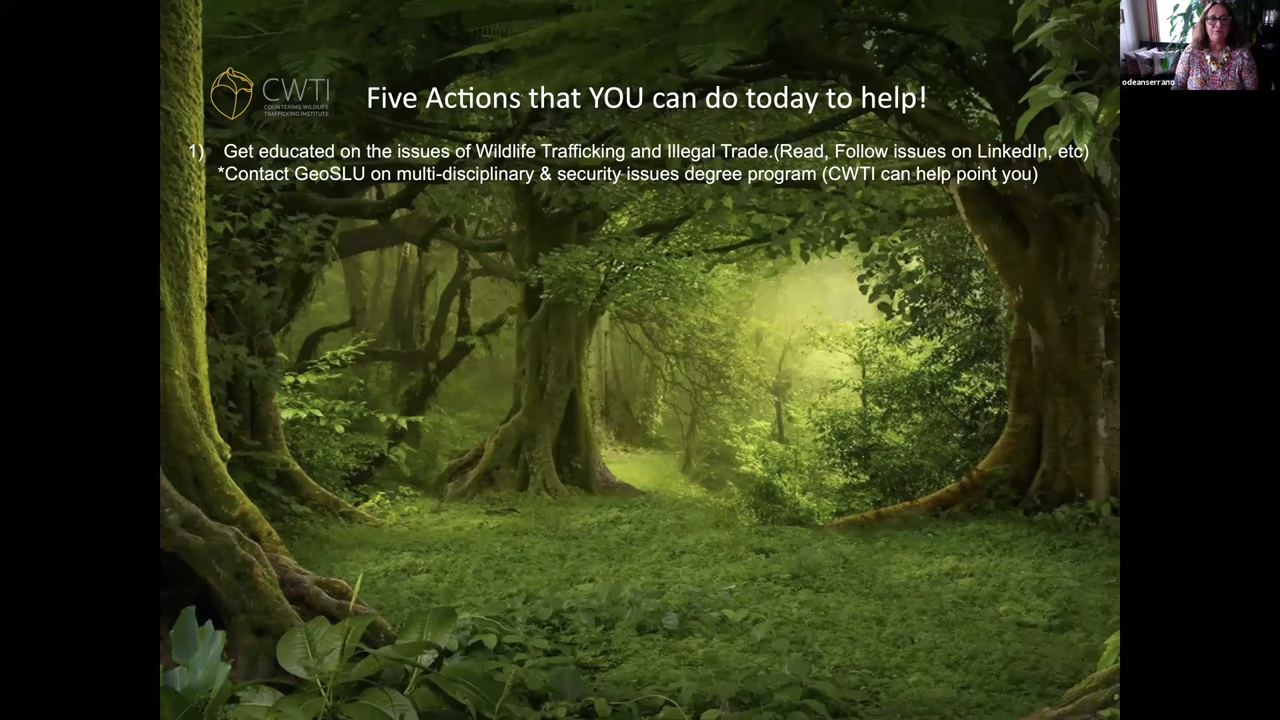 CWTI
COUNTERING WILDLIFE
TRAFFICKING INSTITUTE
Five Actions that YOU can do today to help!
1) Get educated on the issues of Wildlife Trafficking and Illegal Trade.(Read, Follow issues on LinkedIn, etc)
*Contact GeoSLU on multi-disciplinary & security issues degree program (CWTI can help point you)
odeanserrano